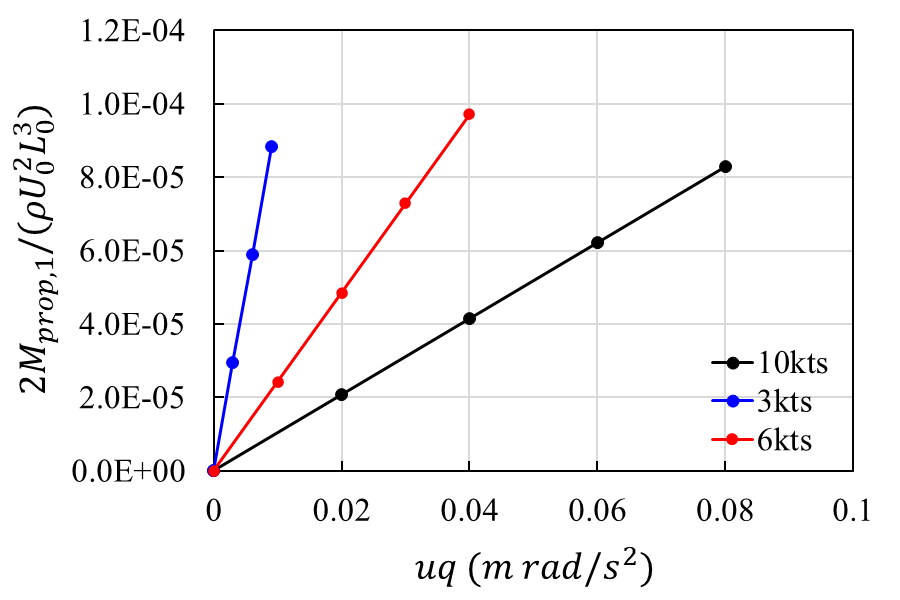 1.2E-04
1.0E-04
8.0E-05
6.0E-05
4.0E-05
2.0E-05
0.0E+00
2M_{prop,1}/(ρU_0^2L_0^3)
10kts
3kts
6kts
0 0.02 0.04 0.06 0.08 0.1
uq (m rad/s²)